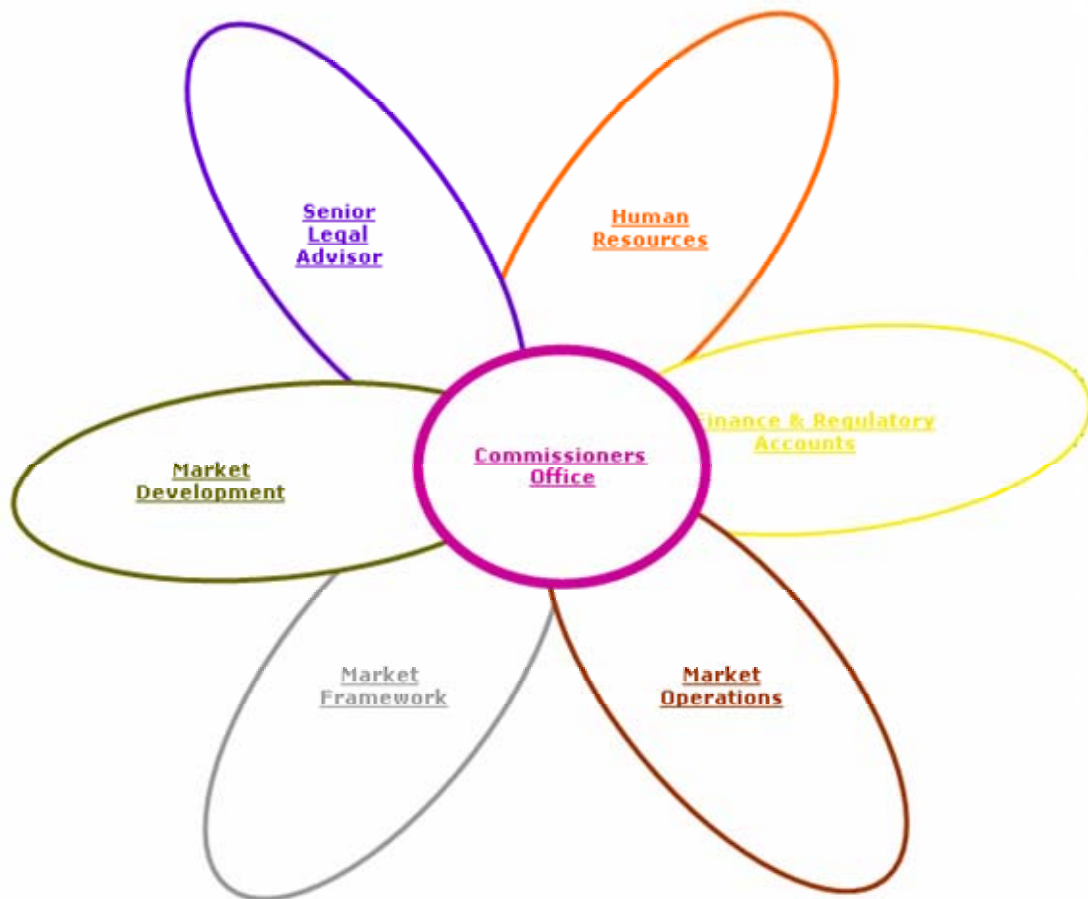 Senior
Legal
Advisor
Human
Resources
Finance & Regulatory
Accounts
Commissioners
Office
Market
Development
Market
Framework
Market
Operations